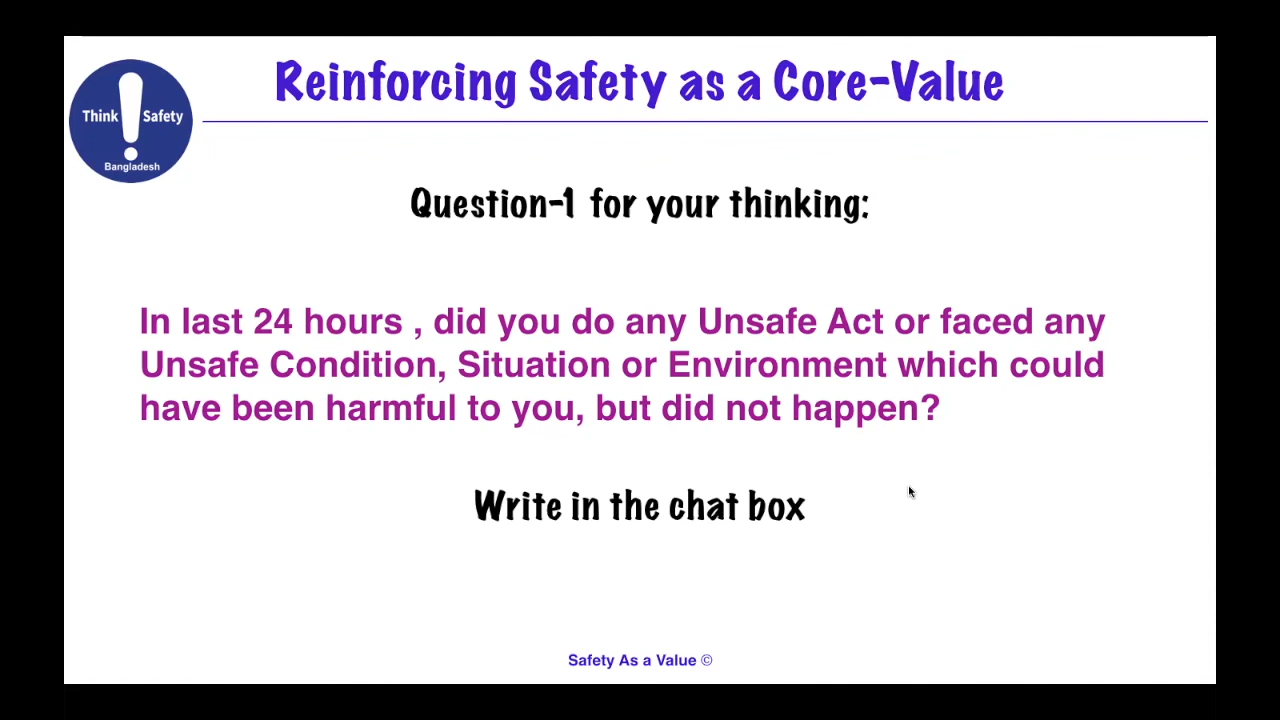 Reinforcing Safety as a Core-Value
Think Safety
Bangladesh
Question-1 for your thinking:
In last 24 hours , did you do any Unsafe Act or faced any
Unsafe Condition, Situation or Environment which could
have been harmful to you, but did not happen?
Write in the chat box
Safety As a Value ©